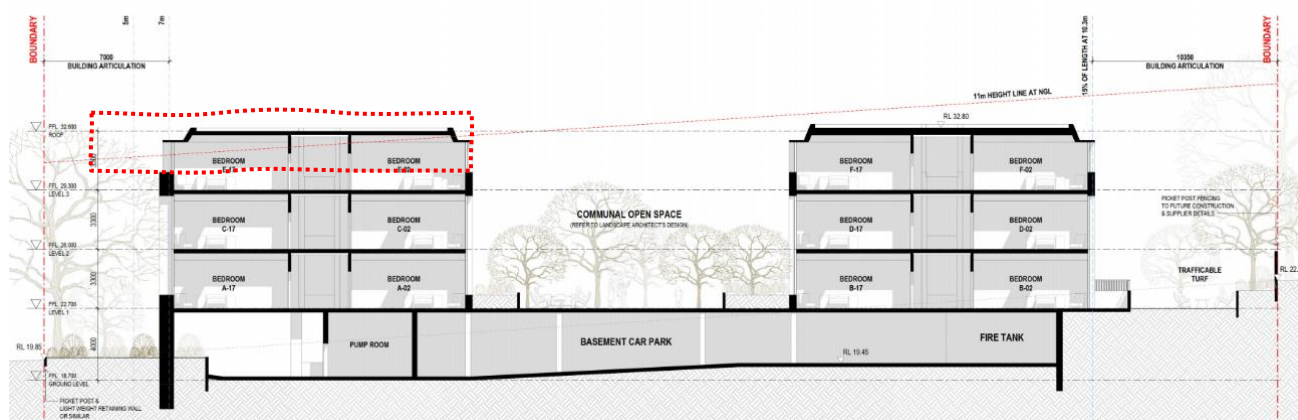 BOUNDARY
5m
7m
7000
BUILDING ARTICULATION
15% OF LENGTH AT 10.3m
10350
BUILDING ARTICULATION
BOUNDARY
11m HEIGHT LINE AT NGL
FFL 32.600
ROOF
RL 32.80
BEDROOM
BEDROOM
BEDROOM
F-17
BEDROOM
F-02
FFL 29.300
LEVEL 3
3300
BEDROOM
C-17
BEDROOM
C-02
COMMUNAL OPEN SPACE
(REFER TO LANDSCAPE ARCHITECT'S DESIGN)
BEDROOM
D-17
BEDROOM
D-02
PICKET POST FENCING
TO FUTURE CONSTRUCTION
& SUPPLIER DETAILS
FFL 26.000
LEVEL 2
3300
BEDROOM
A-17
BEDROOM
A-02
BEDROOM
B-17
BEDROOM
B-02
TRAFFICABLE
TURF
RL 22.
FFL 22.700
LEVEL 1
4000
RL 19.85
PUMP ROOM
BASEMENT CAR PARK
FIRE TANK
RL 19.45
FFL 18.700
GROUND LEVEL
PICKET POST &
LIGHT WEIGHT RETAINING WALL
OR SIMILAR